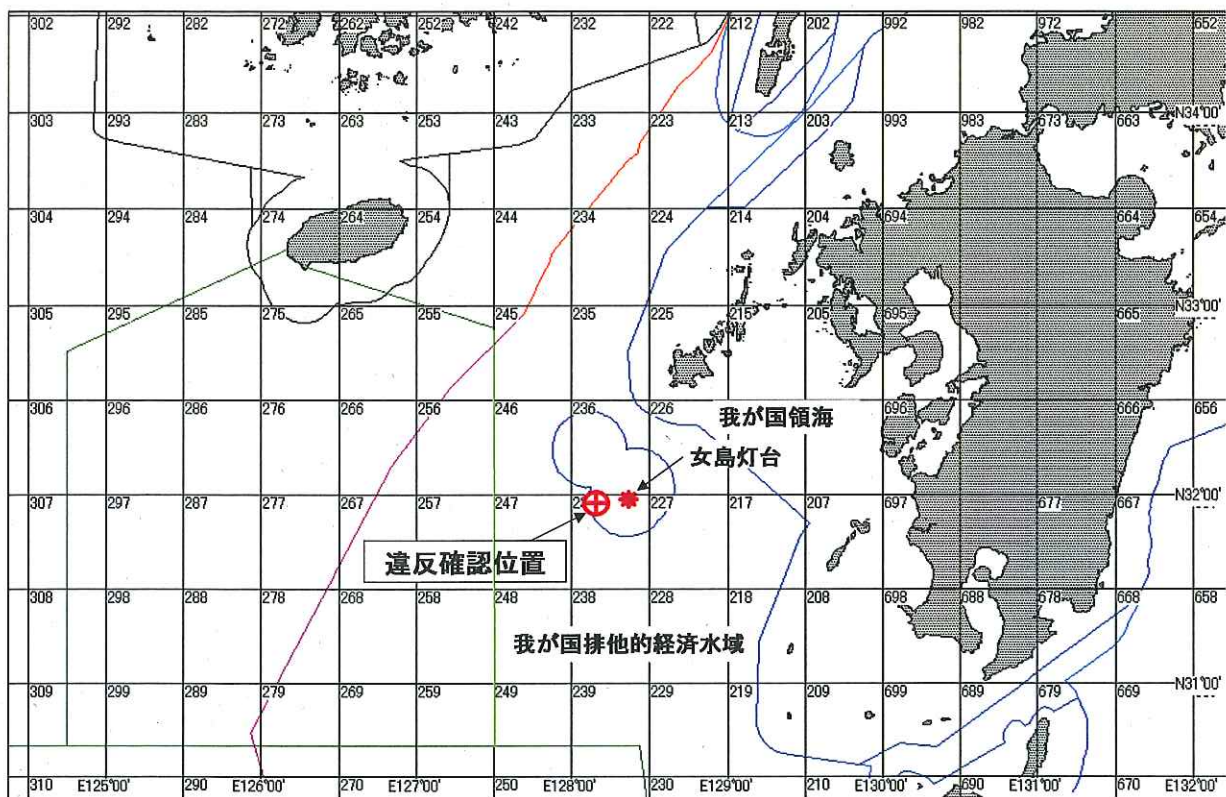 302 292 282 272 262 252 242 232 222 212 202 992 982 972 652
N34°00'
303 293 283 273 263 253 243 233 223 213 203 993 983 673 663
304 294 284 274 264 254 244 234 224 214 204 694 664 654
N33°00'
305 295 285 275 265 255 245 235 225 215 205 695 665
306 296 286 276 266 256 246 236 226 696 666 656
我が国領海
女島灯台
N32°00'
307 297 287 277 267 257 247 227 217 207 697 677 667
違反確認位置
308 298 288 278 268 258 248 238 228 218 208 698 688 678 668 658
我が国排他的経済水域
N31°00'
309 299 289 279 269 259 249 239 229 219 209 699 689 679 669
310 E125°00' 290 E126°00' 270 E127°00' 250 E128°00' 230 E129°00' 210 E130°00' 690 E131°00' 670 E132°00'